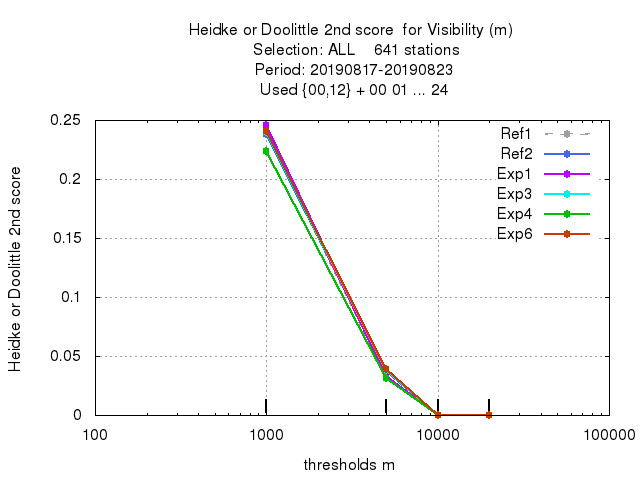 Heidke or Doolittle 2nd score  for Visibility (m)
Selection: ALL    641 stations
Period: 20190817-20190823
Used {00,12} + 00 01 ... 24
Heidke or Doolittle 2nd score
0.25
0.2
0.15
0.1
0.05
0
Ref1
Ref2
Exp1
Exp3
Exp4
Exp6
100
1000
10000
100000
thresholds m